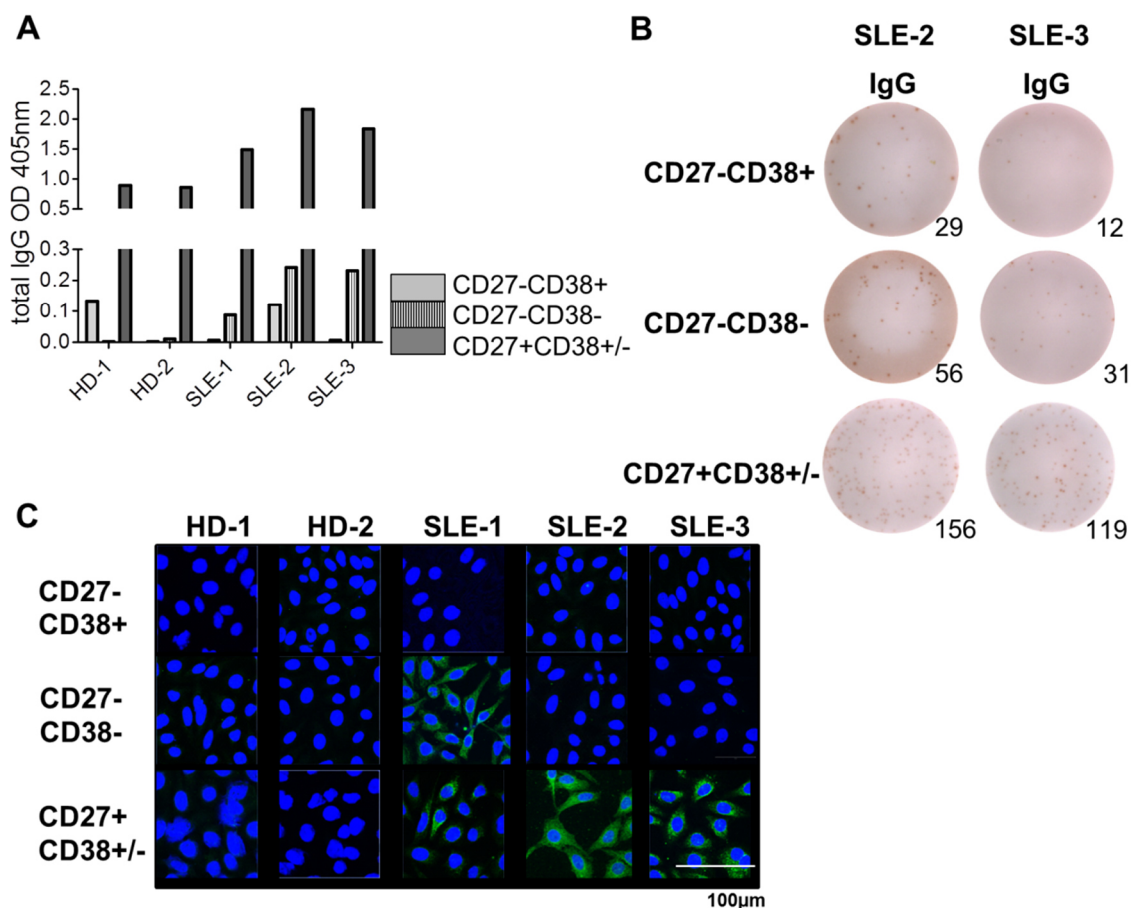 A
total IgG OD 405nm
2.5
2.0
1.5
1.0
0.5
0.3
0.2
0.1
0.0
HD-1
HD-2
SLE-1
SLE-2
SLE-3
CD27-CD38+
CD27-CD38-
CD27+CD38+/-
B
SLE-2 SLE-3
IgG IgG
CD27-CD38+
29 12
CD27-CD38-
56 31
CD27+CD38+/-
156 119
C
HD-1 HD-2 SLE-1 SLE-2 SLE-3
CD27-
CD38+
CD27-
CD38-
CD27+
CD38+/-
100µm